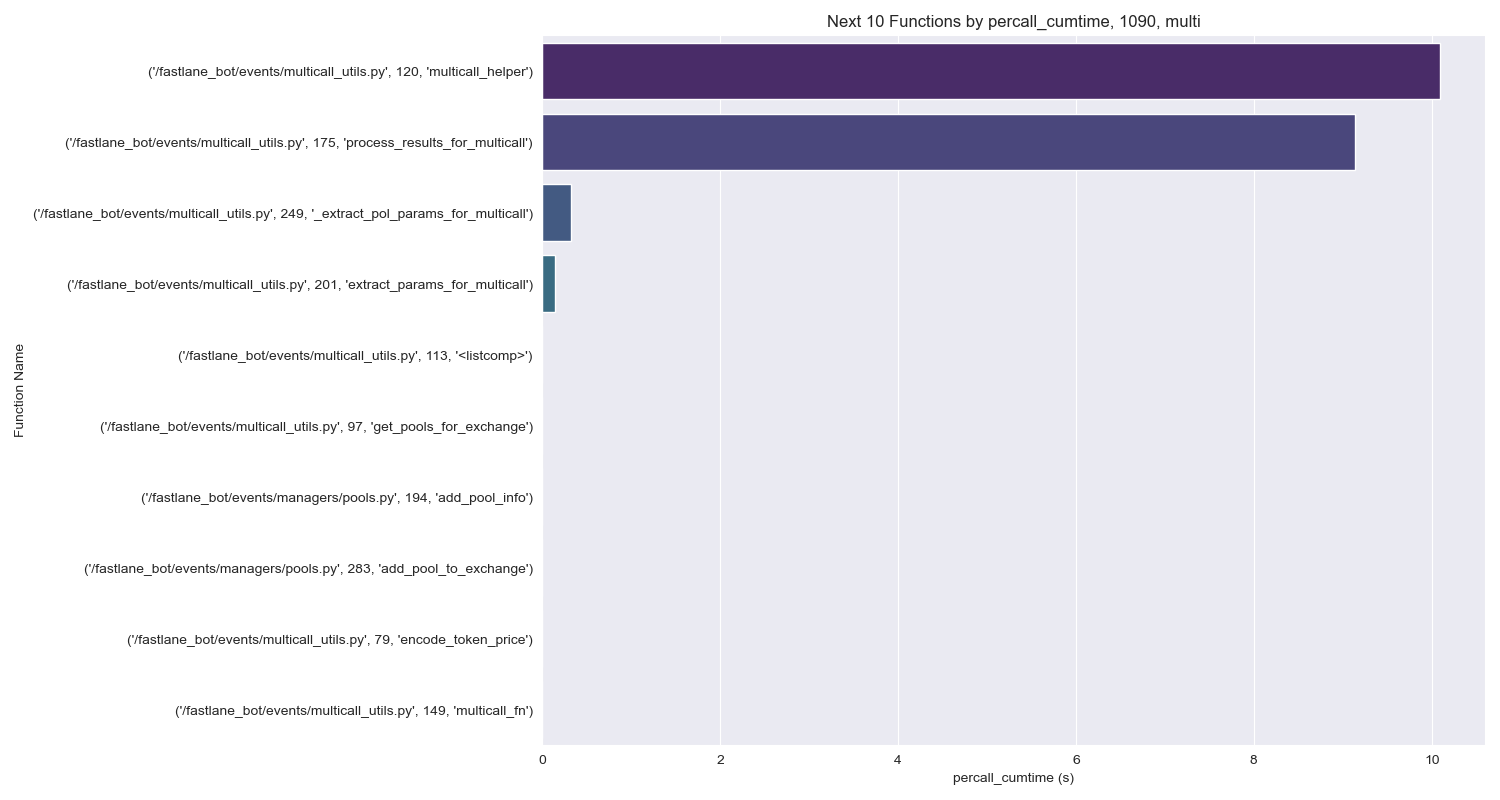 Next 10 Functions by percall_cumtime, 1090, multi
('/fastlane_bot/events/multicall_utils.py', 120, 'multicall_helper')
('/fastlane_bot/events/multicall_utils.py', 175, 'process_results_for_multicall')
('/fastlane_bot/events/multicall_utils.py', 249, '_extract_pol_params_for_multicall')
('/fastlane_bot/events/multicall_utils.py', 201, 'extract_params_for_multicall')
('/fastlane_bot/events/multicall_utils.py', 113, '<listcomp>')
('/fastlane_bot/events/multicall_utils.py', 97, 'get_pools_for_exchange')
('/fastlane_bot/events/managers/pools.py', 194, 'add_pool_info')
('/fastlane_bot/events/managers/pools.py', 283, 'add_pool_to_exchange')
('/fastlane_bot/events/multicall_utils.py', 79, 'encode_token_price')
('/fastlane_bot/events/multicall_utils.py', 149, 'multicall_fn')
Function Name
0 2 4 6 8 10
percall_cumtime (s)